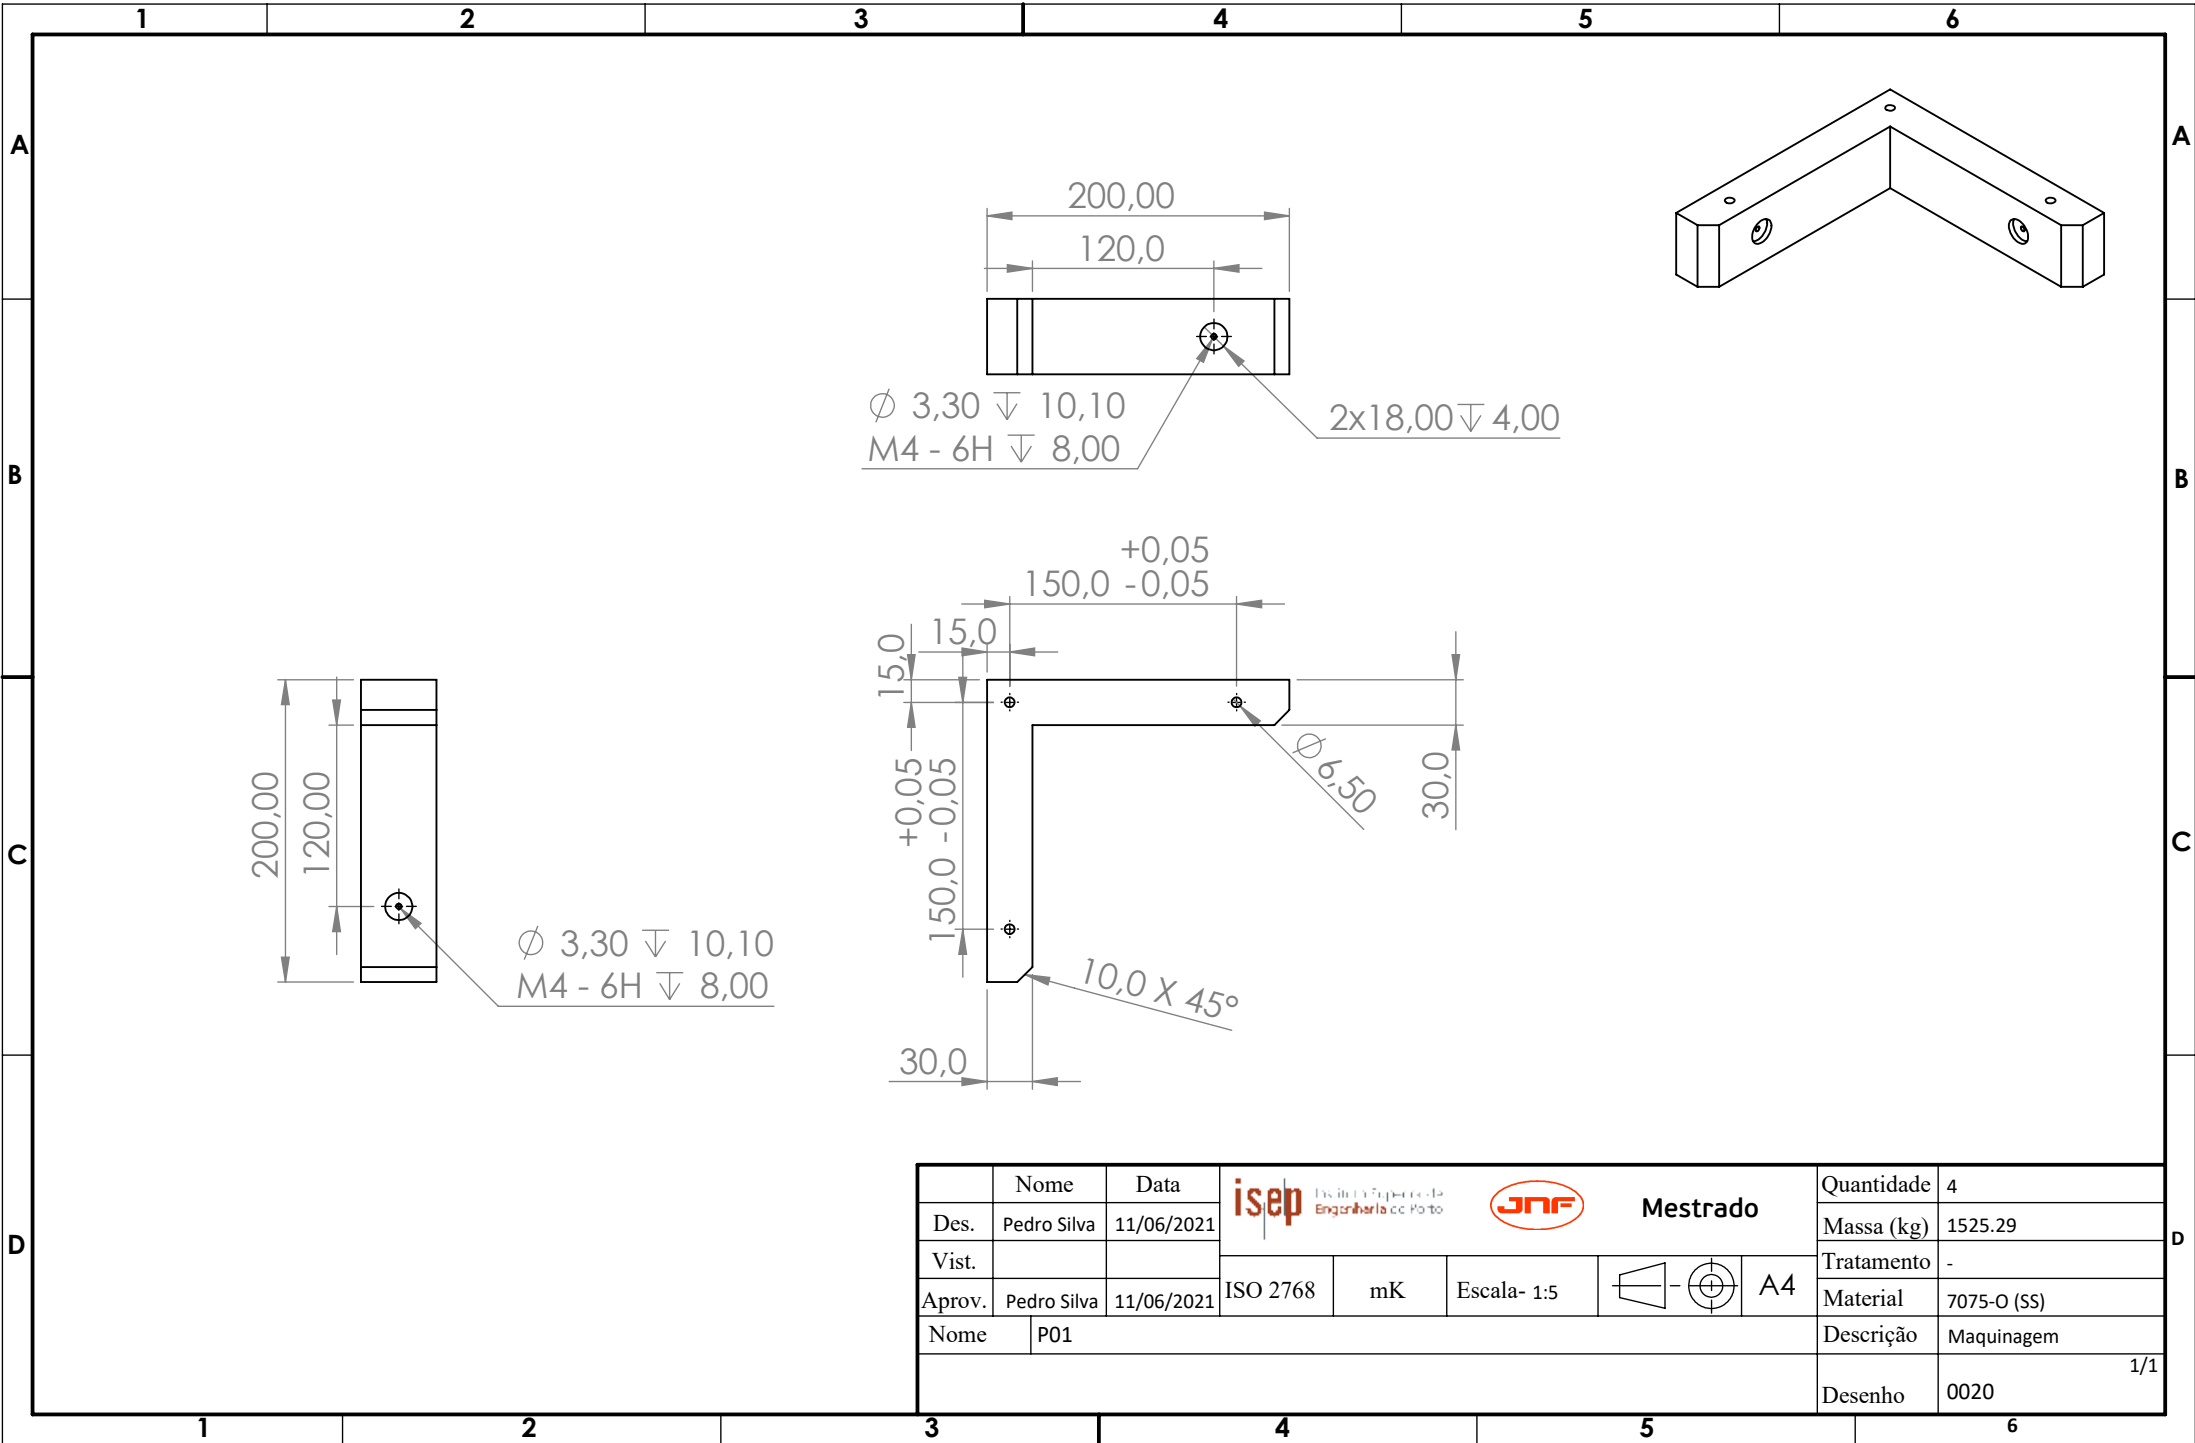 1 2 3 4 5 6
A A
200,00
120,0
Ø 3,30 ↧ 10,10
M4 - 6H ↧ 8,00
2x18,00 ↧ 4,00
B B
+0,05
150,0 -0,05
15,0
15,0
+0,05
150,0 -0,05
Ø6,50
30,0
200,00
120,00
C C
Ø 3,30 ↧ 10,10
M4 - 6H ↧ 8,00
10,0 X 45°
30,0
D D
Nome Data
Des. Pedro Silva 11/06/2021
Vist.
Aprov. Pedro Silva 11/06/2021
Nome P01
isep
Engenharia do Porto
JNF
Mestrado
ISO 2768 mK Escala- 1:5 A4
Quantidade 4
Massa (kg) 1525.29
Tratamento -
Material 7075-O (SS)
Descrição Maquinagem
1/1
Desenho 0020
1 2 3 4 5 6